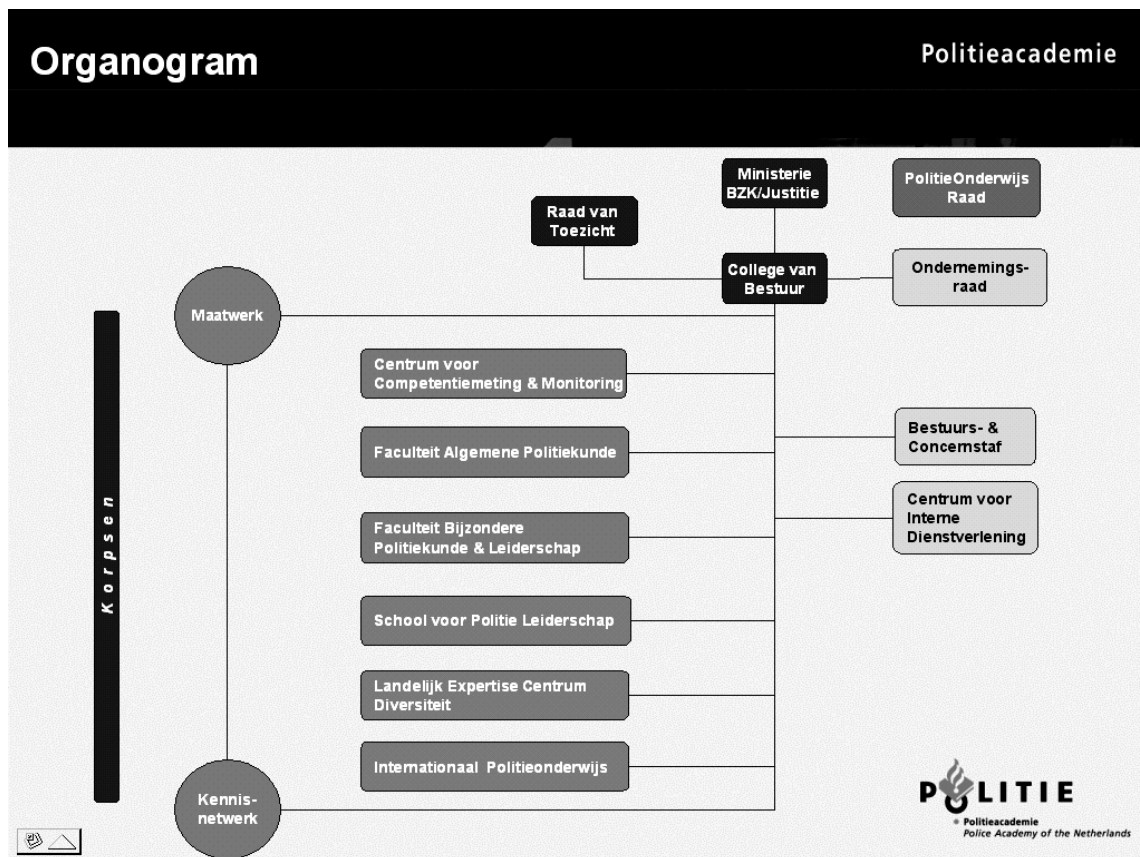 Organogram
Politieacademie
Ministerie
BZK/Justitie
PolitieOnderwijs
Raad
Raad van
Toezicht
College van
Bestuur
Ondernemings-
raad
Maatwerk
Korpsen
Centrum voor
Competentiemeting & Monitoring
Faculteit Algemene Politiekunde
Bestuurs- &
Concernstaf
Centrum voor
Interne
Dienstverlening
Faculteit Bijzondere
Politiekunde & Leiderschap
School voor Politie Leiderschap
Landelijk Expertise Centrum
Diversiteit
Internationaal Politieonderwijs
Kennis-
netwerk
POLITIE
Politieacademie
Police Academy of the Netherlands